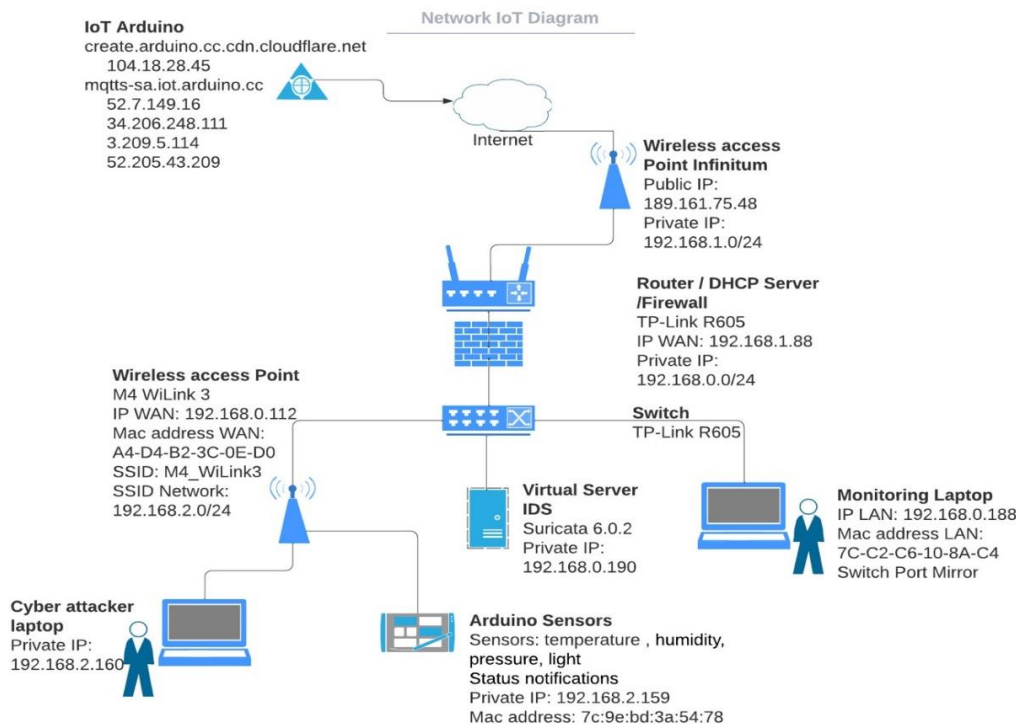 Network IoT Diagram
IoT Arduino
create.arduino.cc.cdn.cloudflare.net
104.18.28.45
mqtts-sa.iot.arduino.cc
52.7.149.16
34.206.248.111
3.209.5.114
52.205.43.209
Internet
Wireless access
Point Infinitum
Public IP:
189.161.75.48
Private IP:
192.168.1.0/24
Router / DHCP Server
/Firewall
TP-Link R605
IP WAN: 192.168.1.88
Private IP:
192.168.0.0/24
Wireless access Point
M4 WiLink 3
IP WAN: 192.168.0.112
Mac address WAN:
A4-D4-B2-3C-0E-D0
SSID: M4_WiLink3
SSID Network:
192.168.2.0/24
Switch
TP-Link R605
Virtual Server
IDS
Suricata 6.0.2
Private IP:
192.168.0.190
Monitoring Laptop
IP LAN: 192.168.0.188
Mac address LAN:
7C-C2-C6-10-8A-C4
Switch Port Mirror
Cyber attacker
laptop
Private IP:
192.168.2.160
Arduino Sensors
Sensors: temperature , humidity,
pressure, light
Status notifications
Private IP: 192.168.2.159
Mac address: 7c:9e:bd:3a:54:78